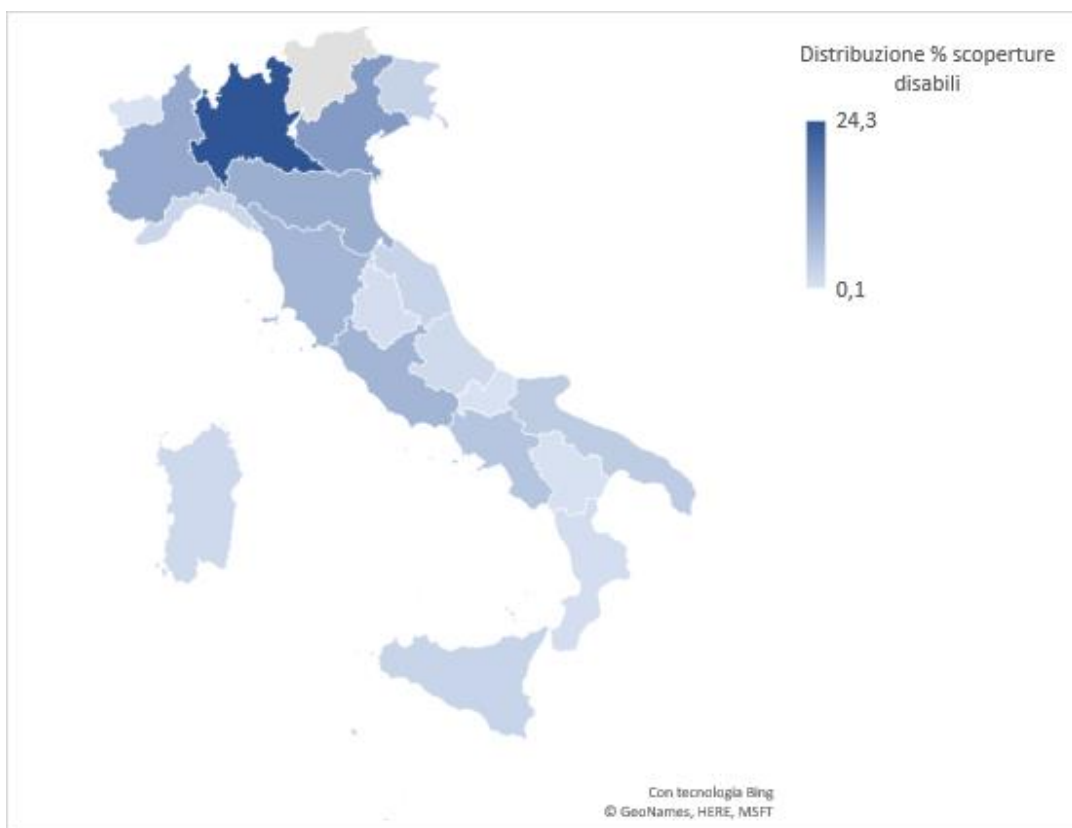 Distribuzione % scoperture
disabili
24,3
0,1
Con tecnologia Bing
© GeoNames, HERE, MSFT